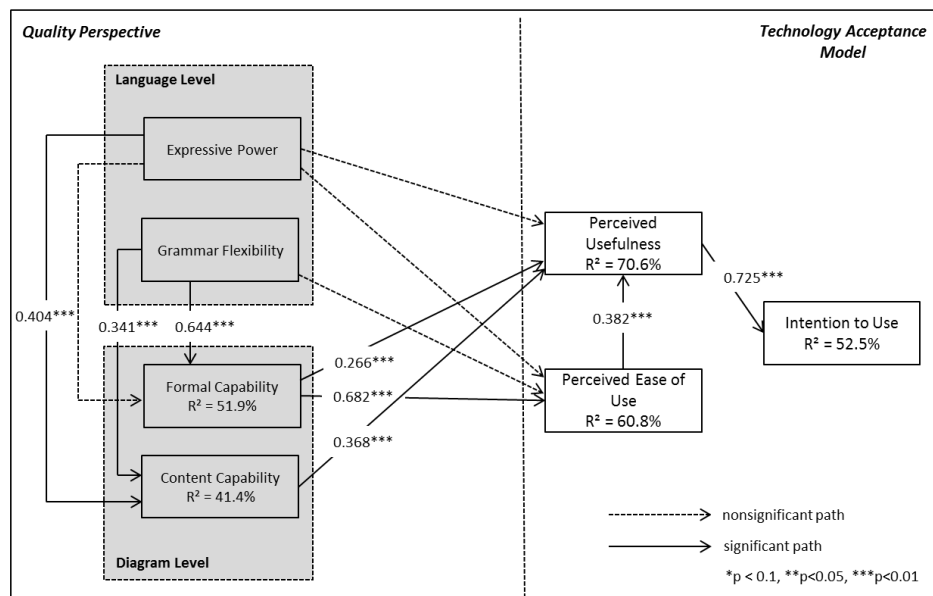 Quality Perspective
Technology Acceptance
Model
Language Level
Expressive Power
Grammar Flexibility
Perceived
Usefulness
R² = 70.6%
0.725***
0.404***
0.341***
0.644***
0.382***
Intention to Use
R² = 52.5%
0.266***
Formal Capability
R² = 51.9%
0.682***
Perceived Ease of
Use
R² = 60.8%
0.368***
Content Capability
R² = 41.4%
Diagram Level
nonsignificant path
significant path
*p < 0.1, **p<0.05, ***p<0.01